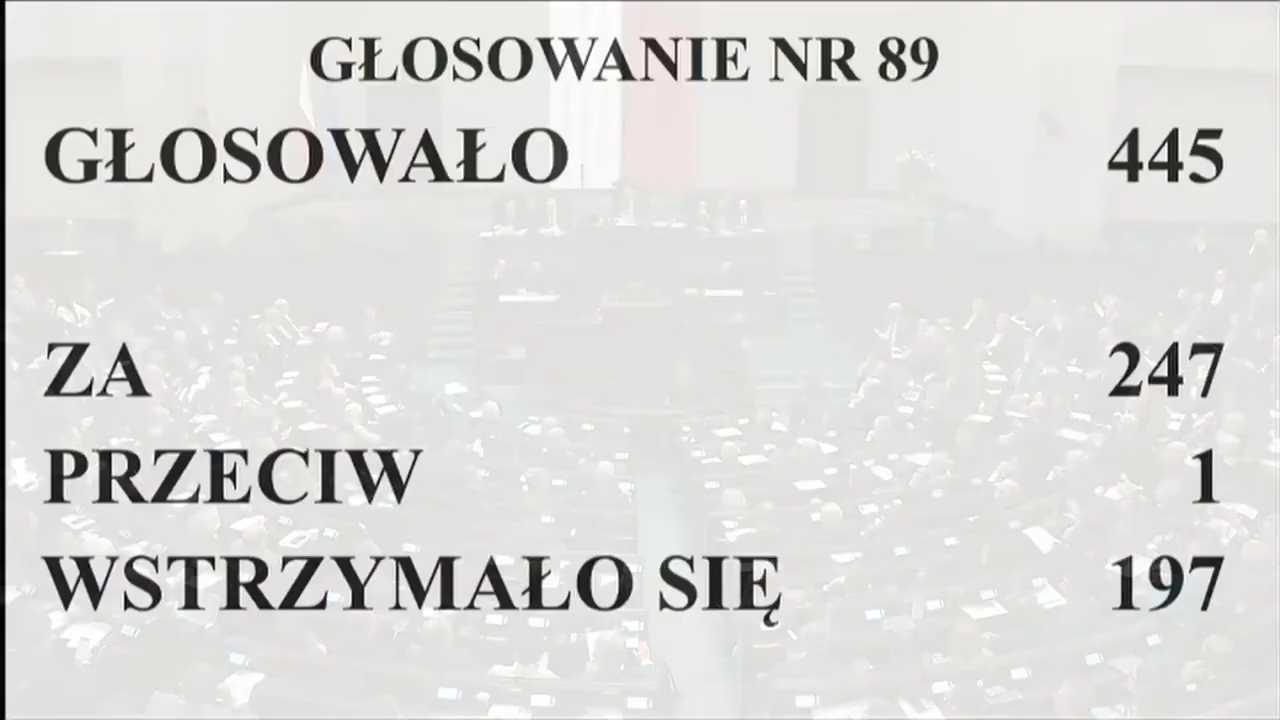 GŁOSOWANIE NR 89
GŁOSOWAŁO 445
ZA 247
PRZECIW 1
WSTRZYMAŁO SIĘ 197